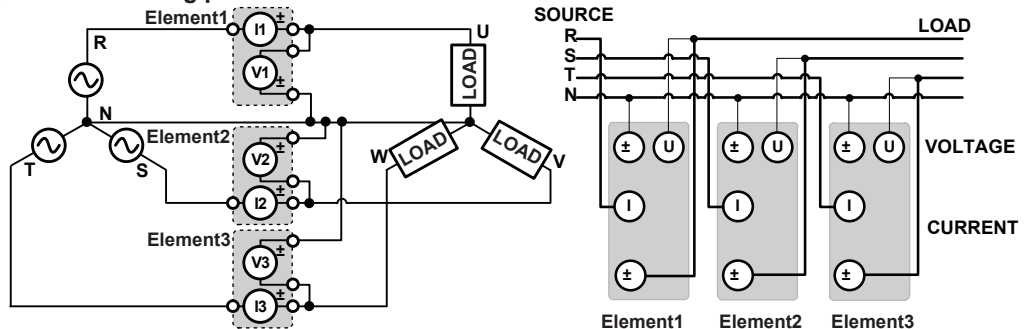 Element1
R
I1
±
U
V1
±
LOAD
N
Element2
±
V2
±
I2
T
S
W
LOAD
LOAD
V
Element3
±
V3
±
I3
SOURCE
LOAD
R
S
T
N
± U ± U ± U
VOLTAGE
I I I
CURRENT
± ± ±
Element1 Element2 Element3